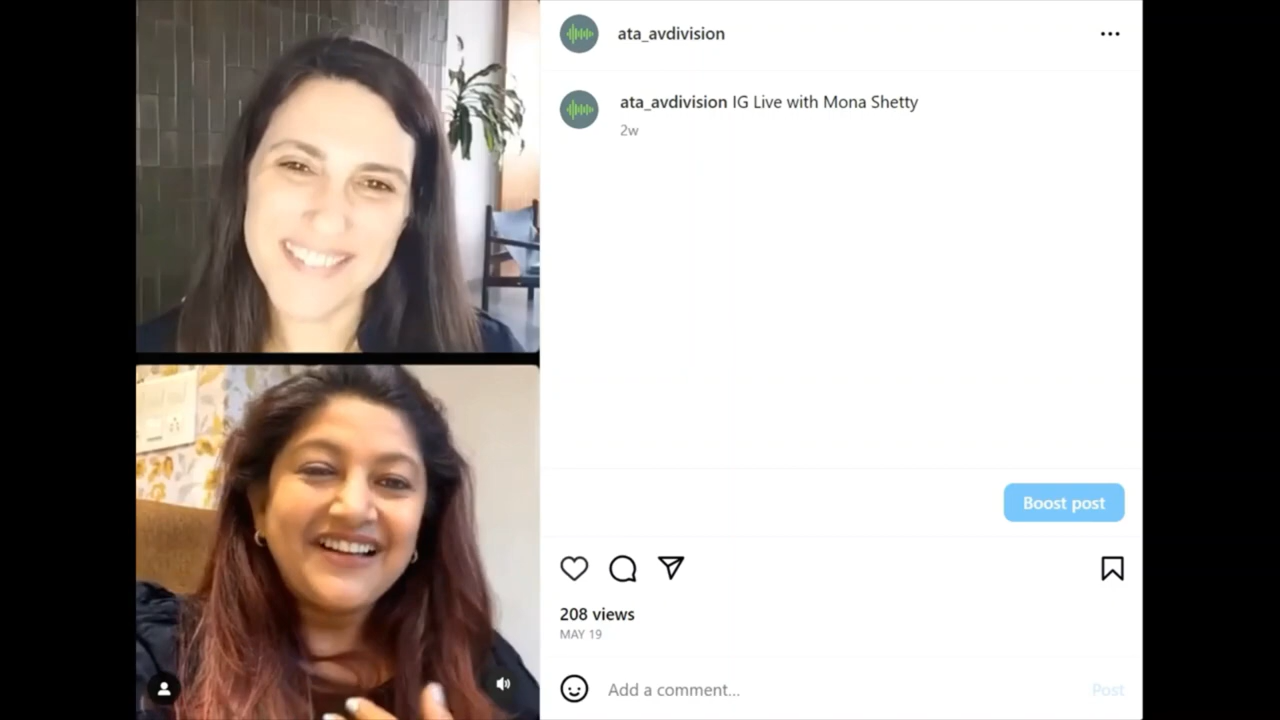 ata_avdivision
ata_avdivision IG Live with Mona Shetty
2w
Boost post
208 views
MAY 19
Add a comment...
Post